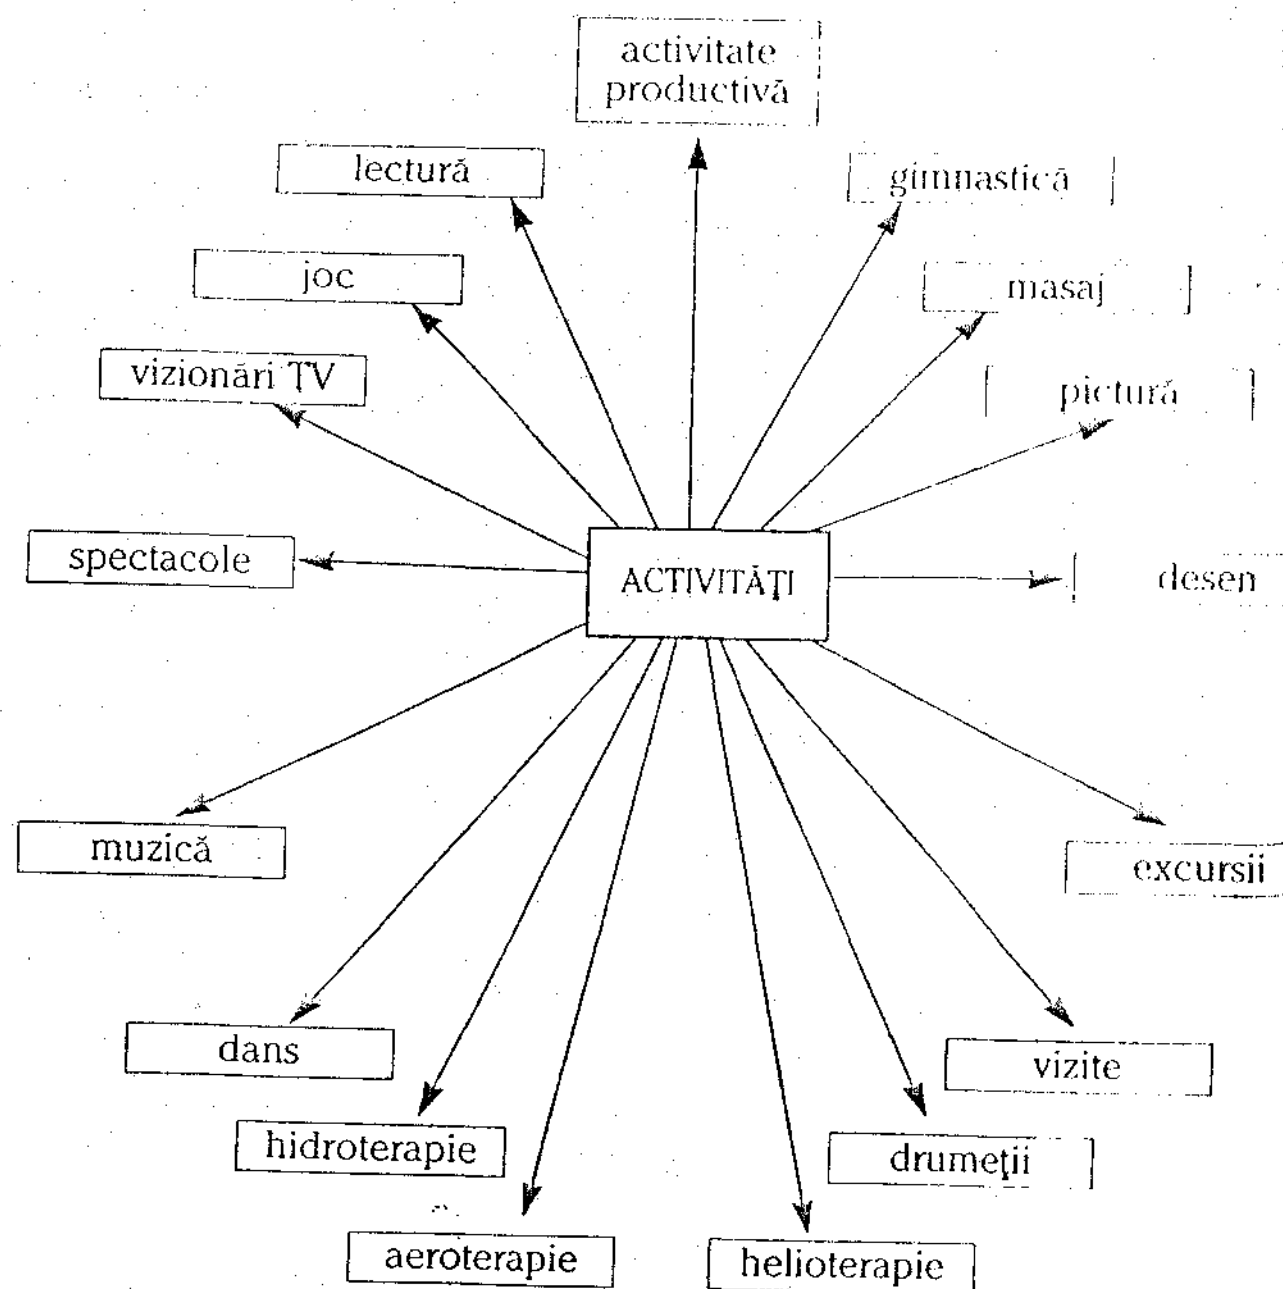 activitate
productivă
lectură
gimnastică
joc
masaj
vizionări TV
pictură
spectacole
ACTIVITĂŢI
desen
muzică
excursii
dans
vizite
hidroterapie
drumeţii
aeroterapie
helioterapie